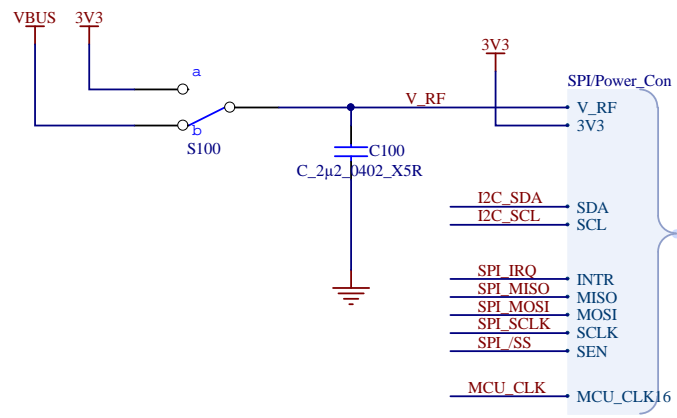 VBUS
3V3
3V3
a
SPI/Power_Con
V_RF
V_RF
b
3V3
S100
C100
C_2µ2_0402_X5R
I2C_SDA
SDA
I2C_SCL
SCL
SPI_IRQ
INTR
SPI_MISO
MISO
SPI_MOSI
MOSI
SPI_SCLK
SCLK
SPI_/SS
SEN
MCU_CLK
MCU_CLK16